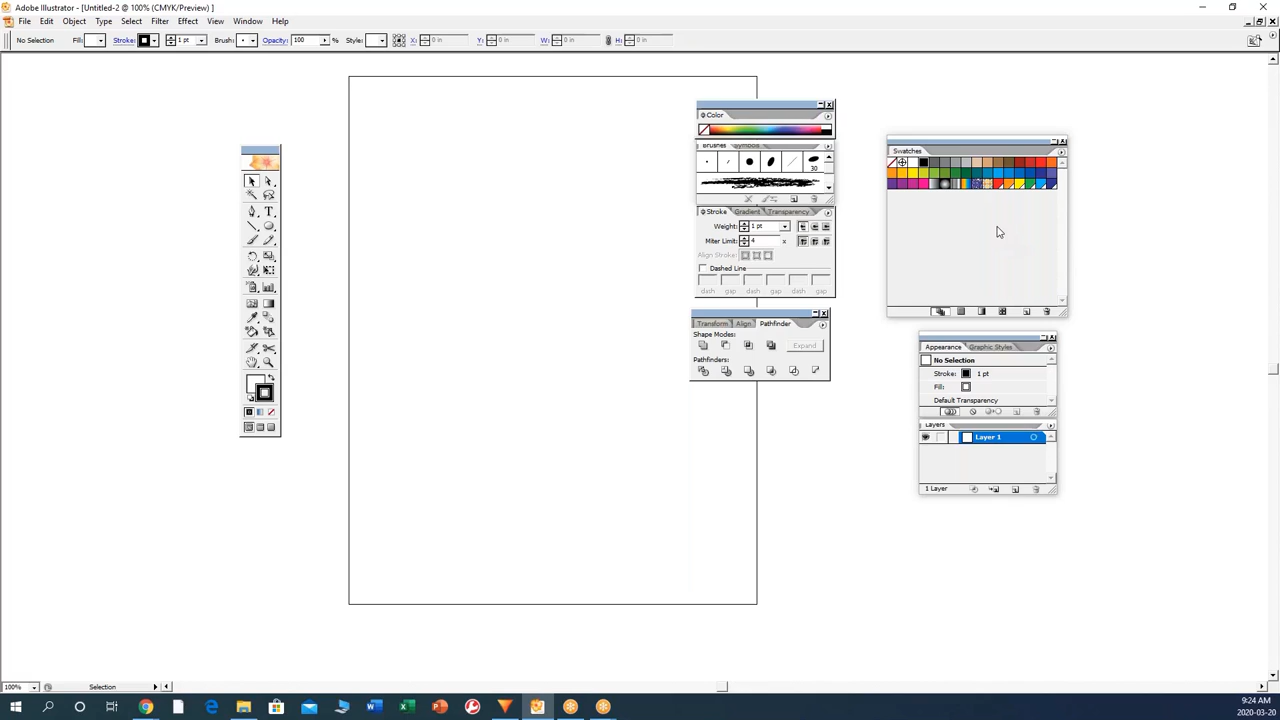 Adobe Illustrator - [Untitled-2 @ 100% (CMYK/Preview) ]
File Edit Object Type Select Filter Effect View Window Help
No Selection Fill: Stroke: 1 pt Brush: Opacity: 100 % Style: X: 0 in Y: 0 in W: 0 in H: 0 in
Color
Brushes Symbols
30
Stroke Gradient Transparency
Weight: 1 pt
Miter Limit: 4 x
Align Stroke:
Dashed Line
dash gap dash gap dash gap
Transform Align Pathfinder
Shape Modes:
Expand
Pathfinders:
Swatches
Appearance Graphic Styles
No Selection
Stroke: 1 pt
Fill:
Default Transparency
Layers
Layer 1
1 Layer
100% Selection
9:24 AM
2020-03-20